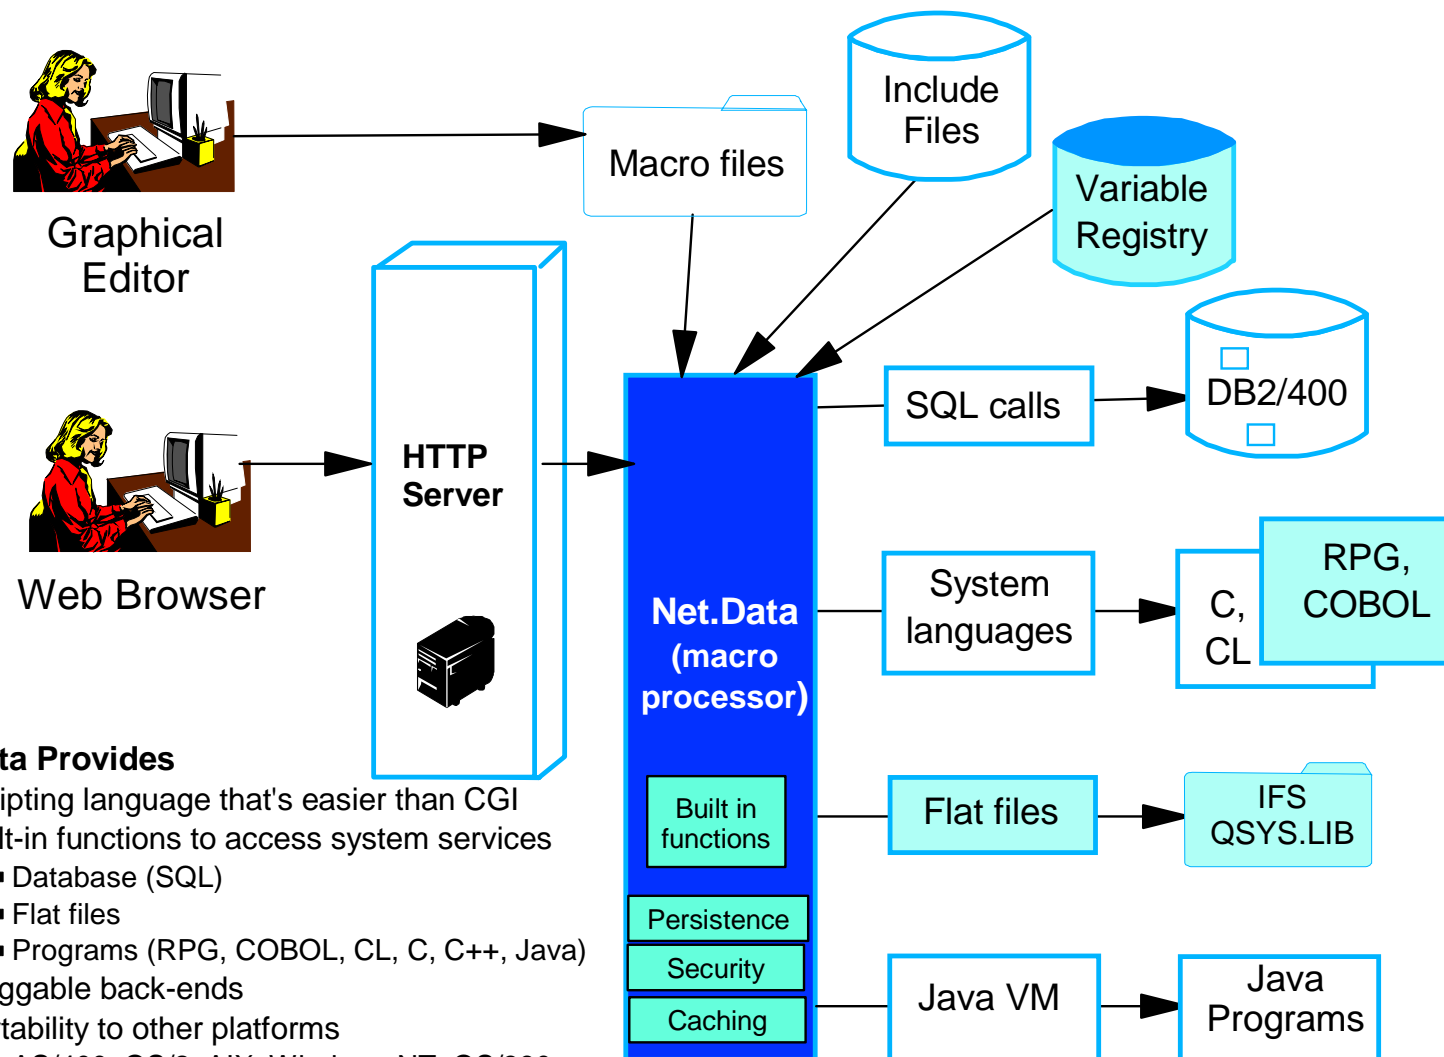 Include
Files
Macro files
Variable
Registry
Graphical
Editor
SQL calls
DB2/400
HTTP
Server
Web Browser
Net.Data
(macro
processor)
System
languages
C,
CL
RPG,
COBOL
ta Provides
ipting language that's easier than CGI
lt-in functions to access system services
Database (SQL)
Flat files
Programs (RPG, COBOL, CL, C, C++, Java)
ggable back-ends
tability to other platforms
Built in
functions
Flat files
IFS
QSYS.LIB
Persistence
Security
Caching
Java VM
Java
Programs